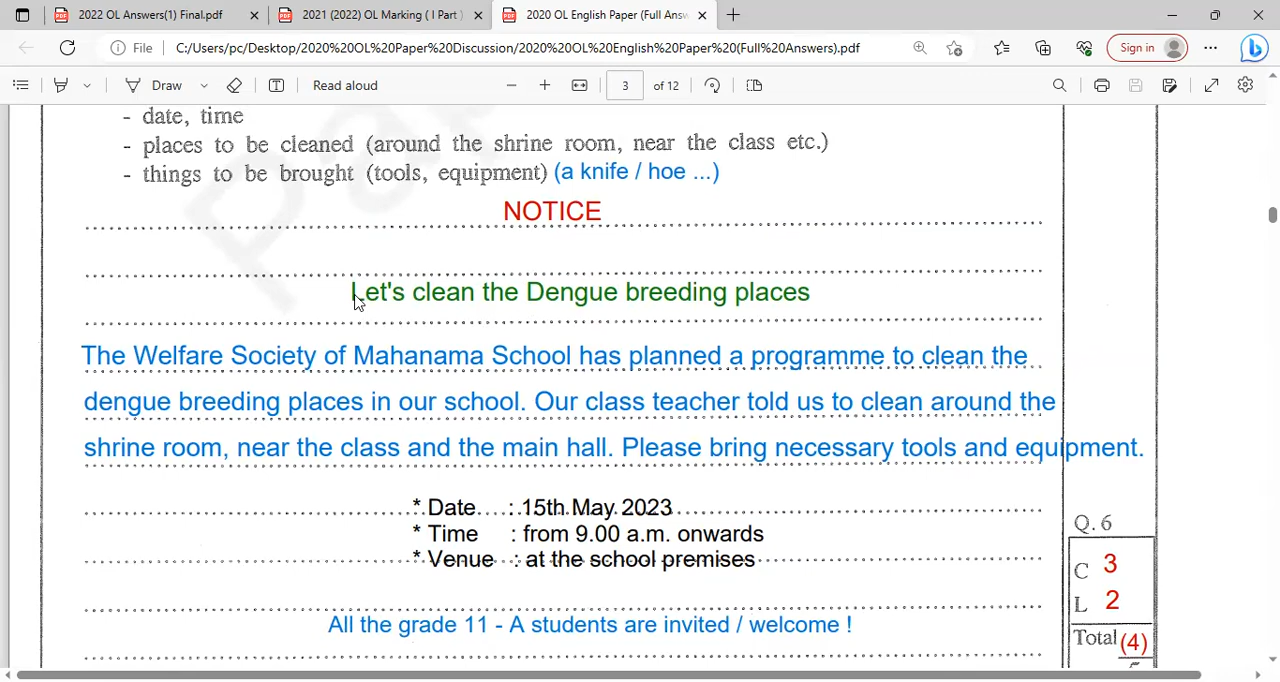 2022 OL Answers(1) Final.pdf
2021 (2022) OL Marking ( I Part )
2020 OL English Paper (Full Answ
File
C:/Users/pc/Desktop/2020%20OL%20Paper%20Discussion/2020%20OL%20English%20Paper%20(Full%20Answers).pdf
Sign in
Draw
Read aloud
3 of 12
- date, time
- places to be cleaned (around the shrine room, near the class etc.)
- things to be brought (tools, equipment) (a knife / hoe ...)
NOTICE
Let's clean the Dengue breeding places
The Welfare Society of Mahanama School has planned a programme to clean the
dengue breeding places in our school. Our class teacher told us to clean around the
shrine room, near the class and the main hall. Please bring necessary tools and equipment.
* Date : 15th May 2023
* Time : from 9.00 a.m. onwards
* Venue : at the school premises
All the grade 11 - A students are invited / welcome !
Q. 6
C 3
L 2
Total (4)